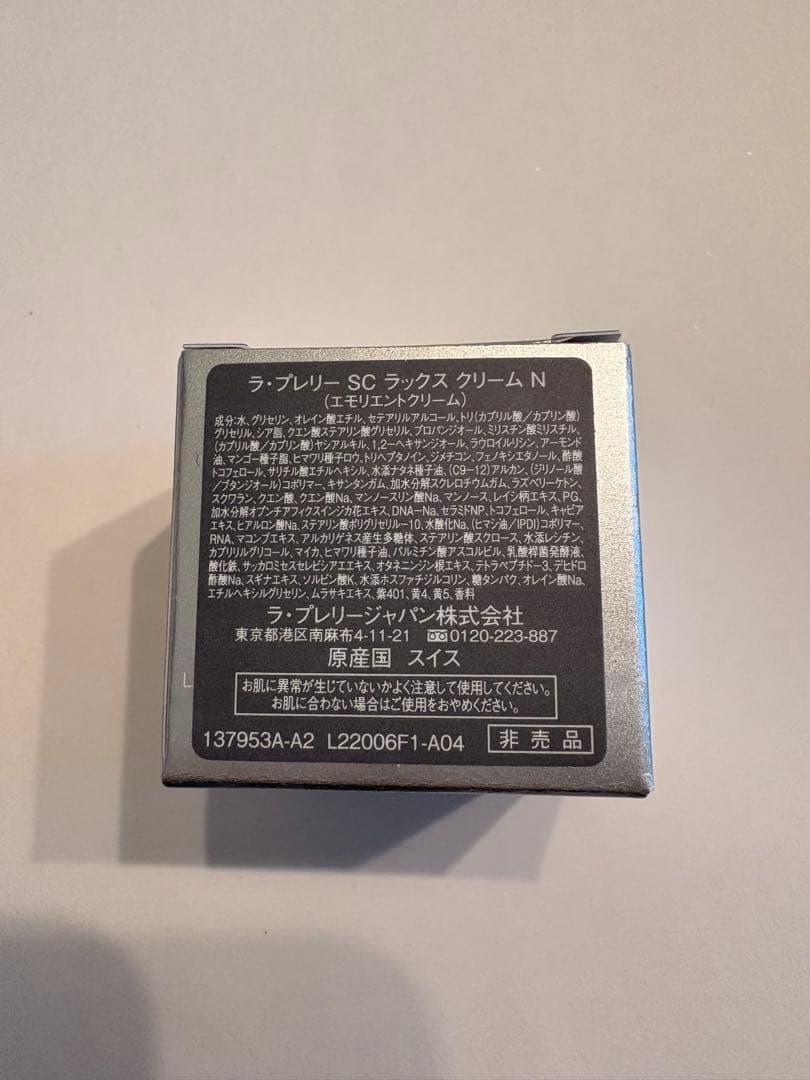 ラ・プレリー SC ラックス クリーム N
(エモリエントクリーム)
成分:水、グリセリン、オレイン酸エチル、セテアリルアルコール、トリ(カプリル酸/カプリン酸)
グリセリル、シア脂、クエン酸ステアリン酸グリセリル、プロパンジオール、ミリスチン酸ミリスチル、
(カプリル酸/カプリン酸)ヤシアルキル、1,2-ヘキサンジオール、ラウロイルリシン、アーモンド
油、マンゴー種子脂、ヒマワリ種子ロウ、トリヘプタノイン、ジメチコン、フェノキシエタノール、酢酸
トコフェロール、サリチル酸エチルヘキシル、水添ナタネ種子油、(C9-12)アルカン、(ジリノール酸
/ブタンジオール)コポリマー、キサンタンガム、加水分解スクレロチウムガム、ラズベリーケトン、
スクワラン、クエン酸、クエン酸Na、マンノースリン酸Na、マンノース、レイシ柄エキス、PG、
加水分解オプンチアフィクスインジカ花エキス、DNA-Na、セラミドNP、トコフェロール、キャビア
エキス、ヒアルロン酸Na、ステアリン酸ポリグリセリル-10、水酸化Na、(ヒマシ油/IPDI)コポリマー、
RNA、マコンブエキス、アルカリゲネス産生多糖体、ステアリン酸スクロース、水添レシチン、
カプリリルグリコール、マイカ、ヒマワリ種子油、パルミチン酸アスコルビル、乳酸桿菌発酵液、
酸化鉄、サッカロミセスセレビシアエエキス、オタネニンジン根エキス、テトラペプチド-3、デヒドロ
酢酸Na、スギナエキス、ソルビン酸K、水添ホスファチジルコリン、糖タンパク、オレイン酸Na、
エチルヘキシルグリセリン、ムラサキエキス、紫401、黄4、黄5、香料
ラ・プレリージャパン株式会社
東京都港区南麻布4-11-21 0120-223-887
原産国 スイス
お肌に異常が生じていないかよく注意して使用してください。
お肌に合わない場合はご使用をおやめください。
137953A-A2 L22006F1-A04 非売品
L